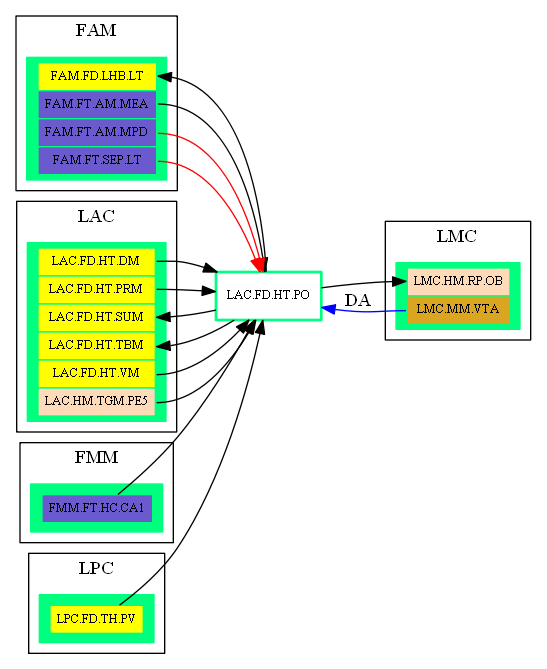 FAM
FAM.FD.LHB.LT
FAM.FT.AM.MEA
FAM.FT.AM.MPD
FAM.FT.SEP.LT
LAC
LAC.FD.HT.DM
LAC.FD.HT.PRM
LAC.FD.HT.SUM
LAC.FD.HT.TBM
LAC.FD.HT.VM
LAC.HM.TGM.PE5
FMM
FMM.FT.HC.CA1
LPC
LPC.FD.TH.PV
LAC.FD.HT.PO
DA
LMC
LMC.HM.RP.OB
LMC.MM.VTA